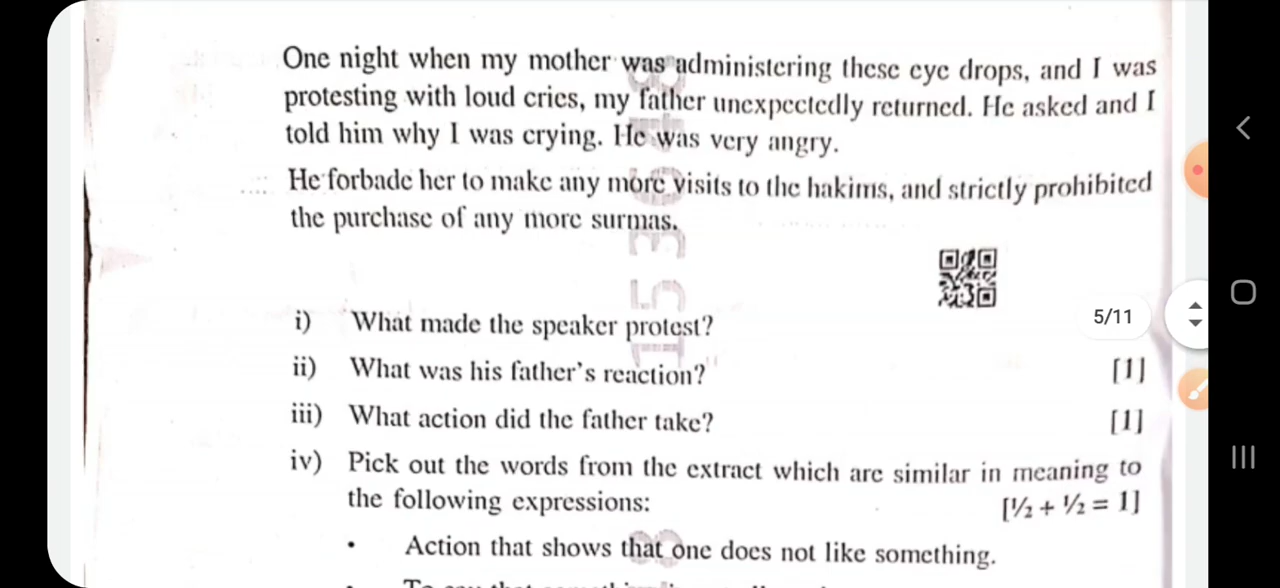 One night when my mother was administering these eye drops, and I was
protesting with loud cries, my father unexpectedly returned. He asked and I
told him why I was crying. He was very angry.
He forbade her to make any more visits to the hakims, and strictly prohibited
the purchase of any more surmas.
5/11
i) What made the speaker protest?
ii) What was his father's reaction? [1]
iii) What action did the father take? [1]
iv) Pick out the words from the extract which are similar in meaning to
the following expressions: [½ + ½ = 1]
• Action that shows that one does not like something.